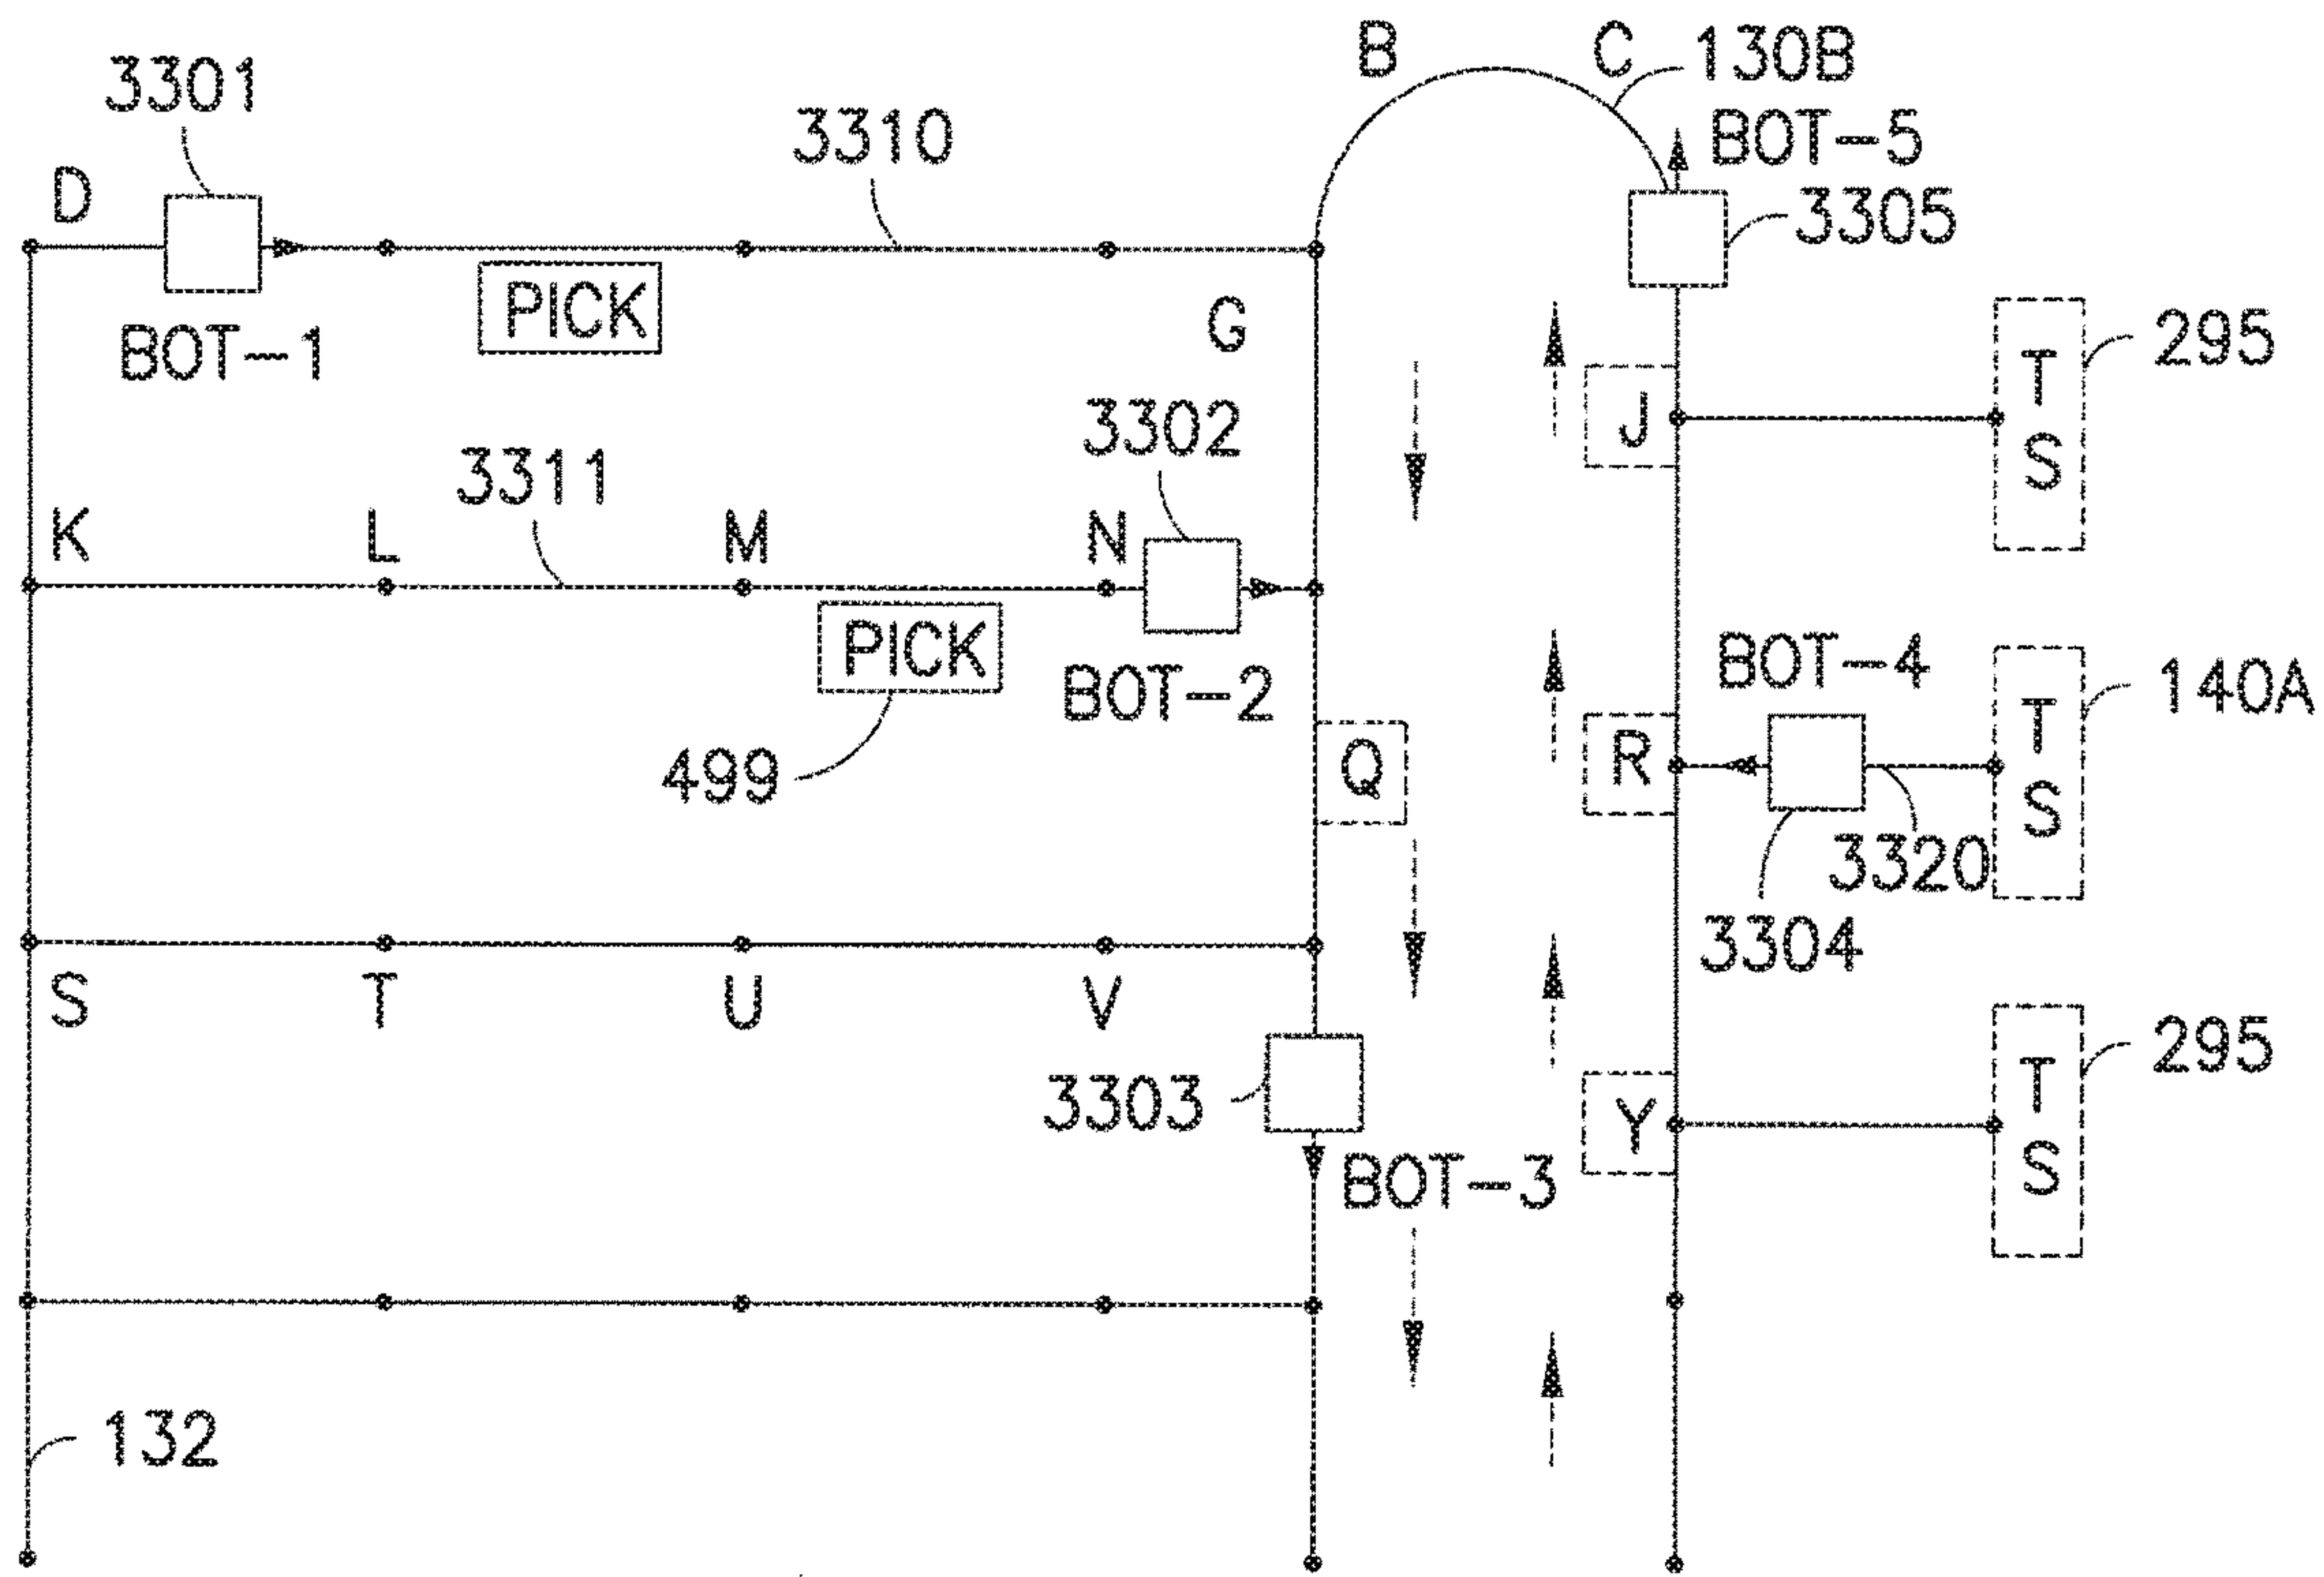 B
C
130B
3301
3310
BOT-5
D
3305
PICK
BOT-1
G
295
T
S
J
3302
3311
K
L
M
N
PICK
BOT-2
BOT-4
140A
T
S
Q
R
499
3320
3304
S
T
U
V
3303
295
T
S
Y
BOT-3
132